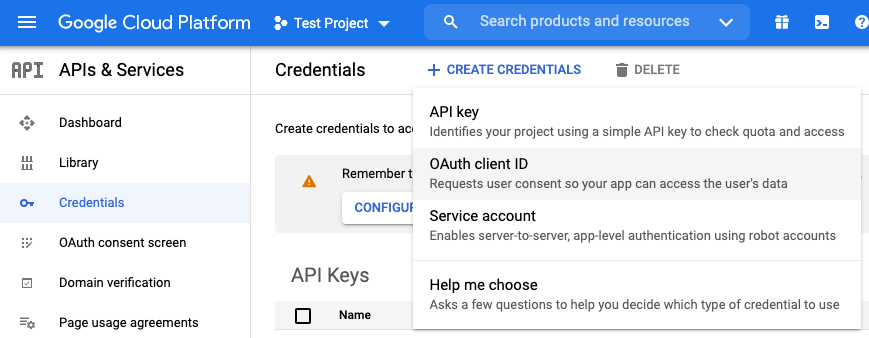 Google Cloud Platform
Test Project
Search products and resources
API APIs & Services
Credentials
+ CREATE CREDENTIALS
DELETE
Dashboard
Library
Credentials
OAuth consent screen
Domain verification
Page usage agreements
Create credentials to
Remember
API Keys
Name
API key
Identifies your project using a simple API key to check quota and access
OAuth client ID
Requests user consent so your app can access the user's data
Service account
Enables server-to-server, app-level authentication using robot accounts
Help me choose
Asks a few questions to help you decide which type of credential to use